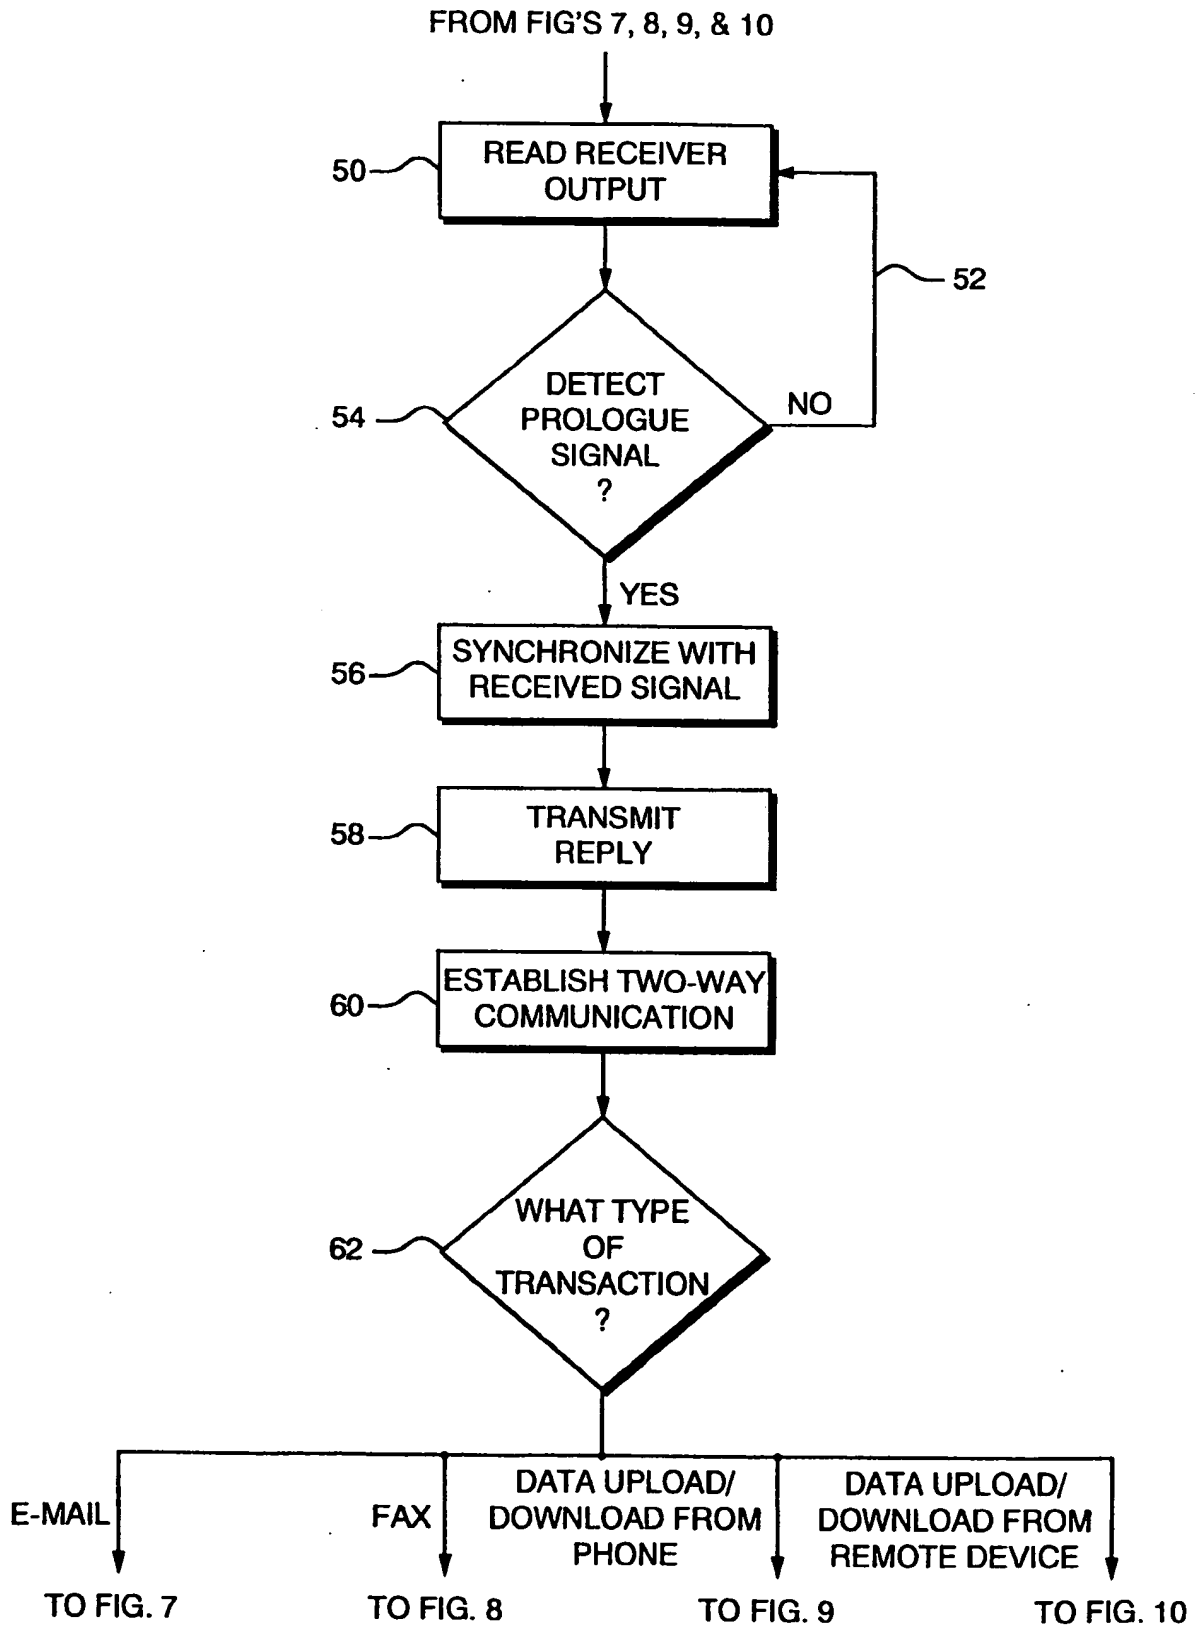 FROM FIG'S 7, 8, 9, & 10
READ RECEIVER
OUTPUT
50
52
DETECT
PROLOGUE
SIGNAL
?
54
NO
YES
SYNCHRONIZE WITH
RECEIVED SIGNAL
56
TRANSMIT
REPLY
58
ESTABLISH TWO-WAY
COMMUNICATION
60
WHAT TYPE
OF
TRANSACTION
?
62
E-MAIL
FAX
DATA UPLOAD/
DOWNLOAD FROM
PHONE
DATA UPLOAD/
DOWNLOAD FROM
REMOTE DEVICE
TO FIG. 7
TO FIG. 8
TO FIG. 9
TO FIG. 10